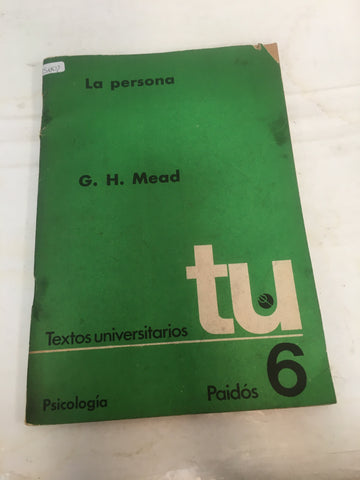 La persona
G. H. Mead
tu
Textos universitarios
6
Psicología
Paidós